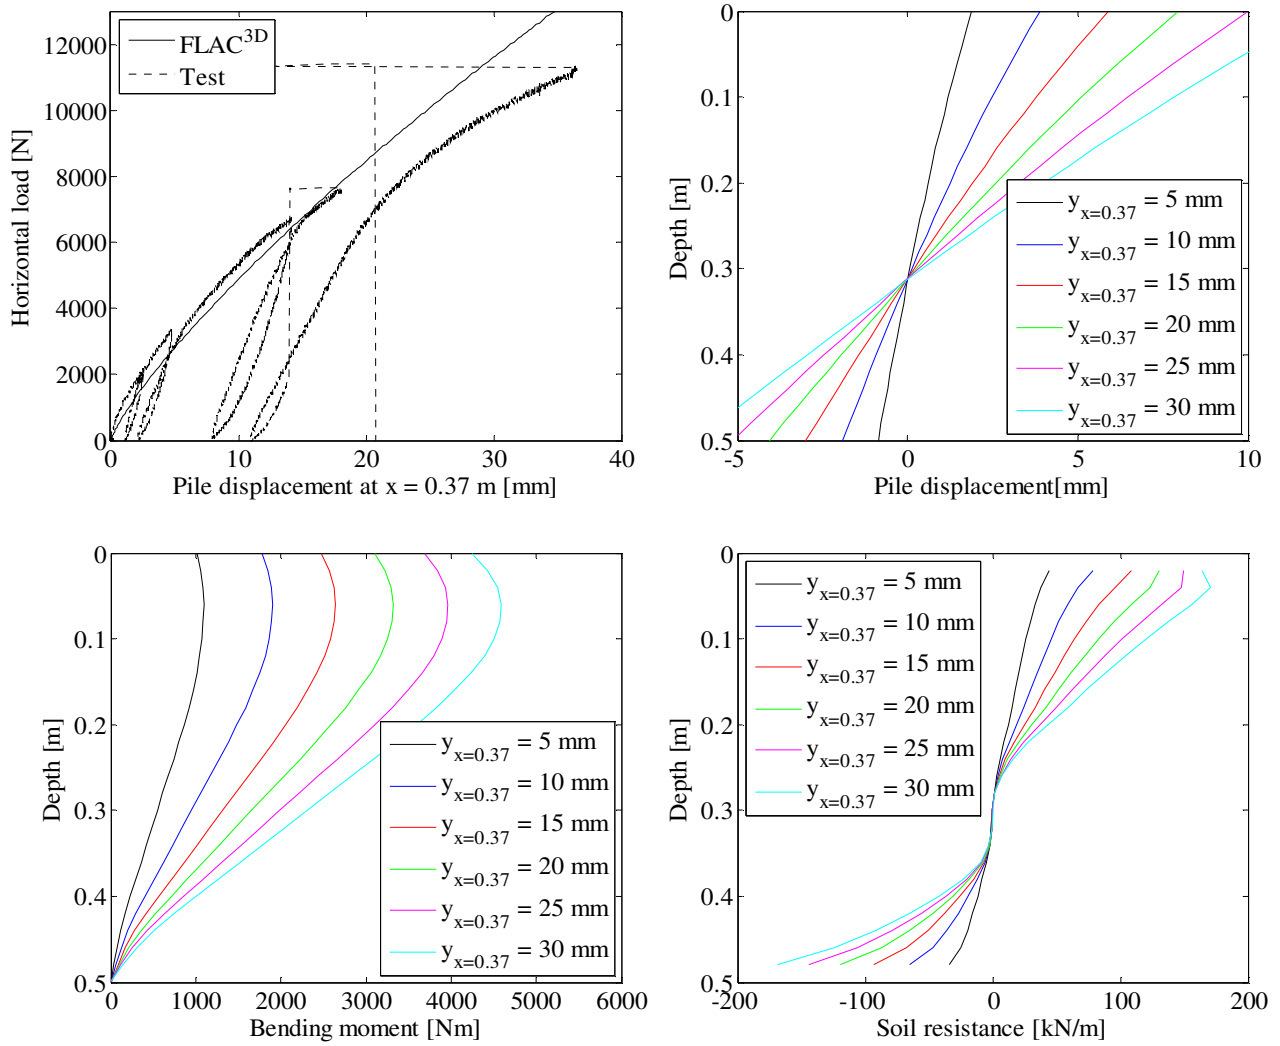 12000
10000
8000
6000
4000
2000
0
Horizontal load [N]
FLAC3D
Test
0 10 20 30 40
Pile displacement at x = 0.37 m [mm]
0
0.1
0.2
0.3
0.4
0.5
Depth [m]
yx=0.37 = 5 mm
yx=0.37 = 10 mm
yx=0.37 = 15 mm
yx=0.37 = 20 mm
yx=0.37 = 25 mm
yx=0.37 = 30 mm
-5 0 5 10
Pile displacement[mm]
0
0.1
0.2
0.3
0.4
0.5
Depth [m]
yx=0.37 = 5 mm
yx=0.37 = 10 mm
yx=0.37 = 15 mm
yx=0.37 = 20 mm
yx=0.37 = 25 mm
yx=0.37 = 30 mm
0 1000 2000 3000 4000 5000 6000
Bending moment [Nm]
0
0.1
0.2
0.3
0.4
0.5
Depth [m]
yx=0.37 = 5 mm
yx=0.37 = 10 mm
yx=0.37 = 15 mm
yx=0.37 = 20 mm
yx=0.37 = 25 mm
yx=0.37 = 30 mm
-200 -100 0 100 200
Soil resistance [kN/m]